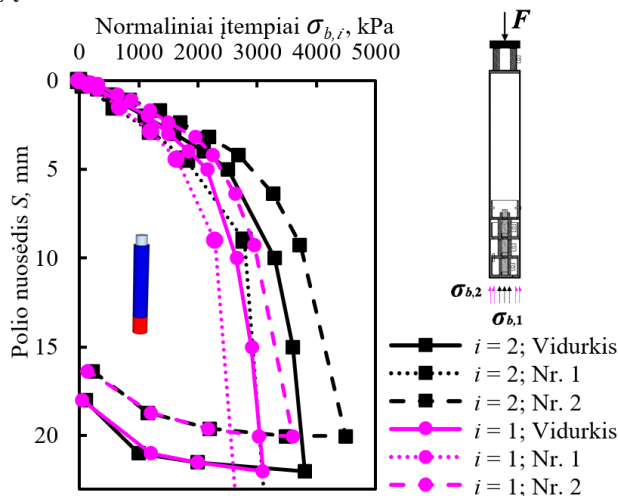 Normaliniai įtempiai σb,i, kPa
0 1000 2000 3000 4000 5000
Polio nuosėdis S, mm
0
5
10
15
20
F
σb,2
σb,1
i = 2; Vidurkis
i = 2; Nr. 1
i = 2; Nr. 2
i = 1; Vidurkis
i = 1; Nr. 1
i = 1; Nr. 2